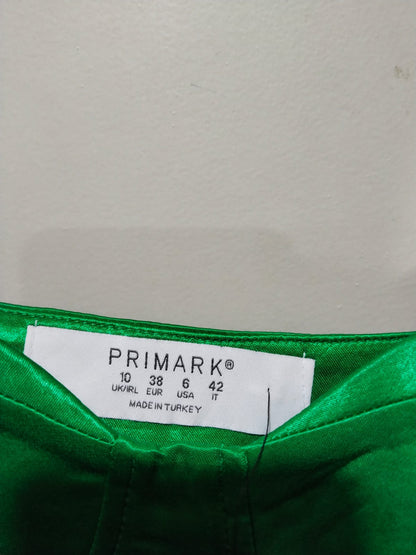 PRIMARK®
10 38 6 42
UK/IRL EUR USA IT
MADE IN TURKEY